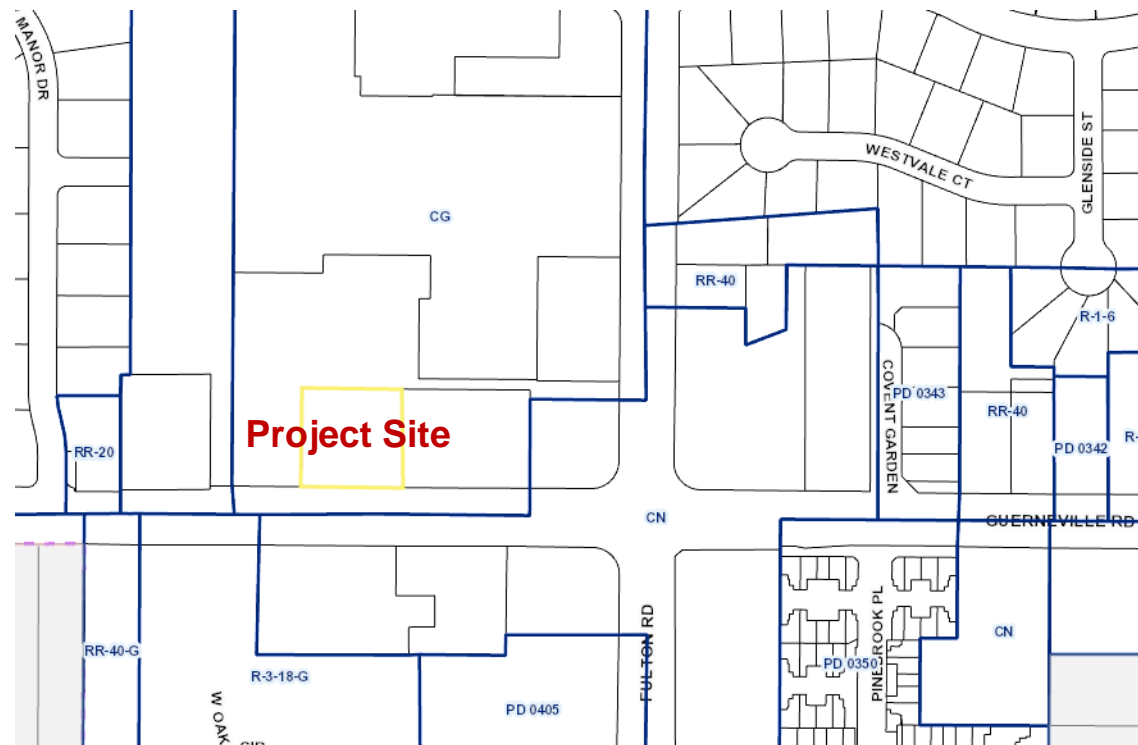 MANOR DR
WESTVALE CT
GLENSIDE ST
CG
RR-40
R-1-6
COVENT GARDEN
PD 0343
RR-40
Project Site
RR-20
PD 0342
R-
CN
GUERNEVILLE RD
FULTON RD
PINEBROOK PL
CN
RR-40-G
R-3-18-G
PD 0350
PD 0405
W OAK
CIR